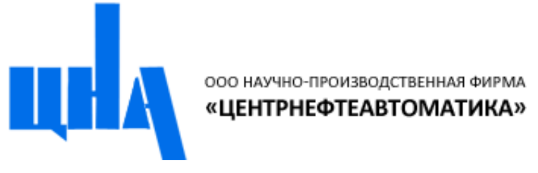 ЦНА
ООО НАУЧНО-ПРОИЗВОДСТВЕННАЯ ФИРМА
«ЦЕНТРНЕФТЕАВТОМАТИКА»